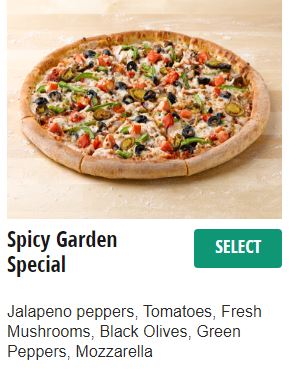 Spicy Garden
Special
SELECT
Jalapeno peppers, Tomatoes, Fresh
Mushrooms, Black Olives, Green
Peppers, Mozzarella